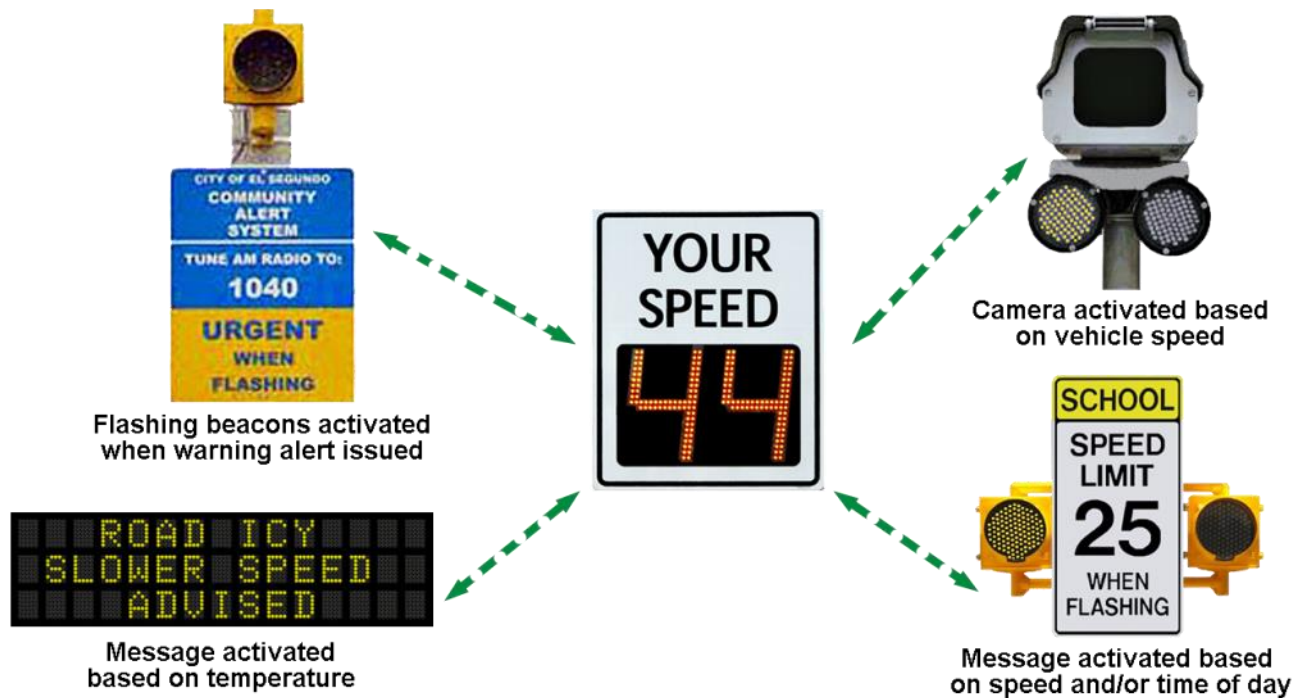 CITY OF EL SEGUNDO
COMMUNITY
ALERT
SYSTEM
TUNE AM RADIO TO:
1040
URGENT
WHEN
FLASHING
Flashing beacons activated
when warning alert issued
ROAD ICY
SLOWER SPEED
ADVISED
Message activated
based on temperature
YOUR
SPEED
44
Camera activated based
on vehicle speed
SCHOOL
SPEED
LIMIT
25
WHEN
FLASHING
Message activated based
on speed and/or time of day